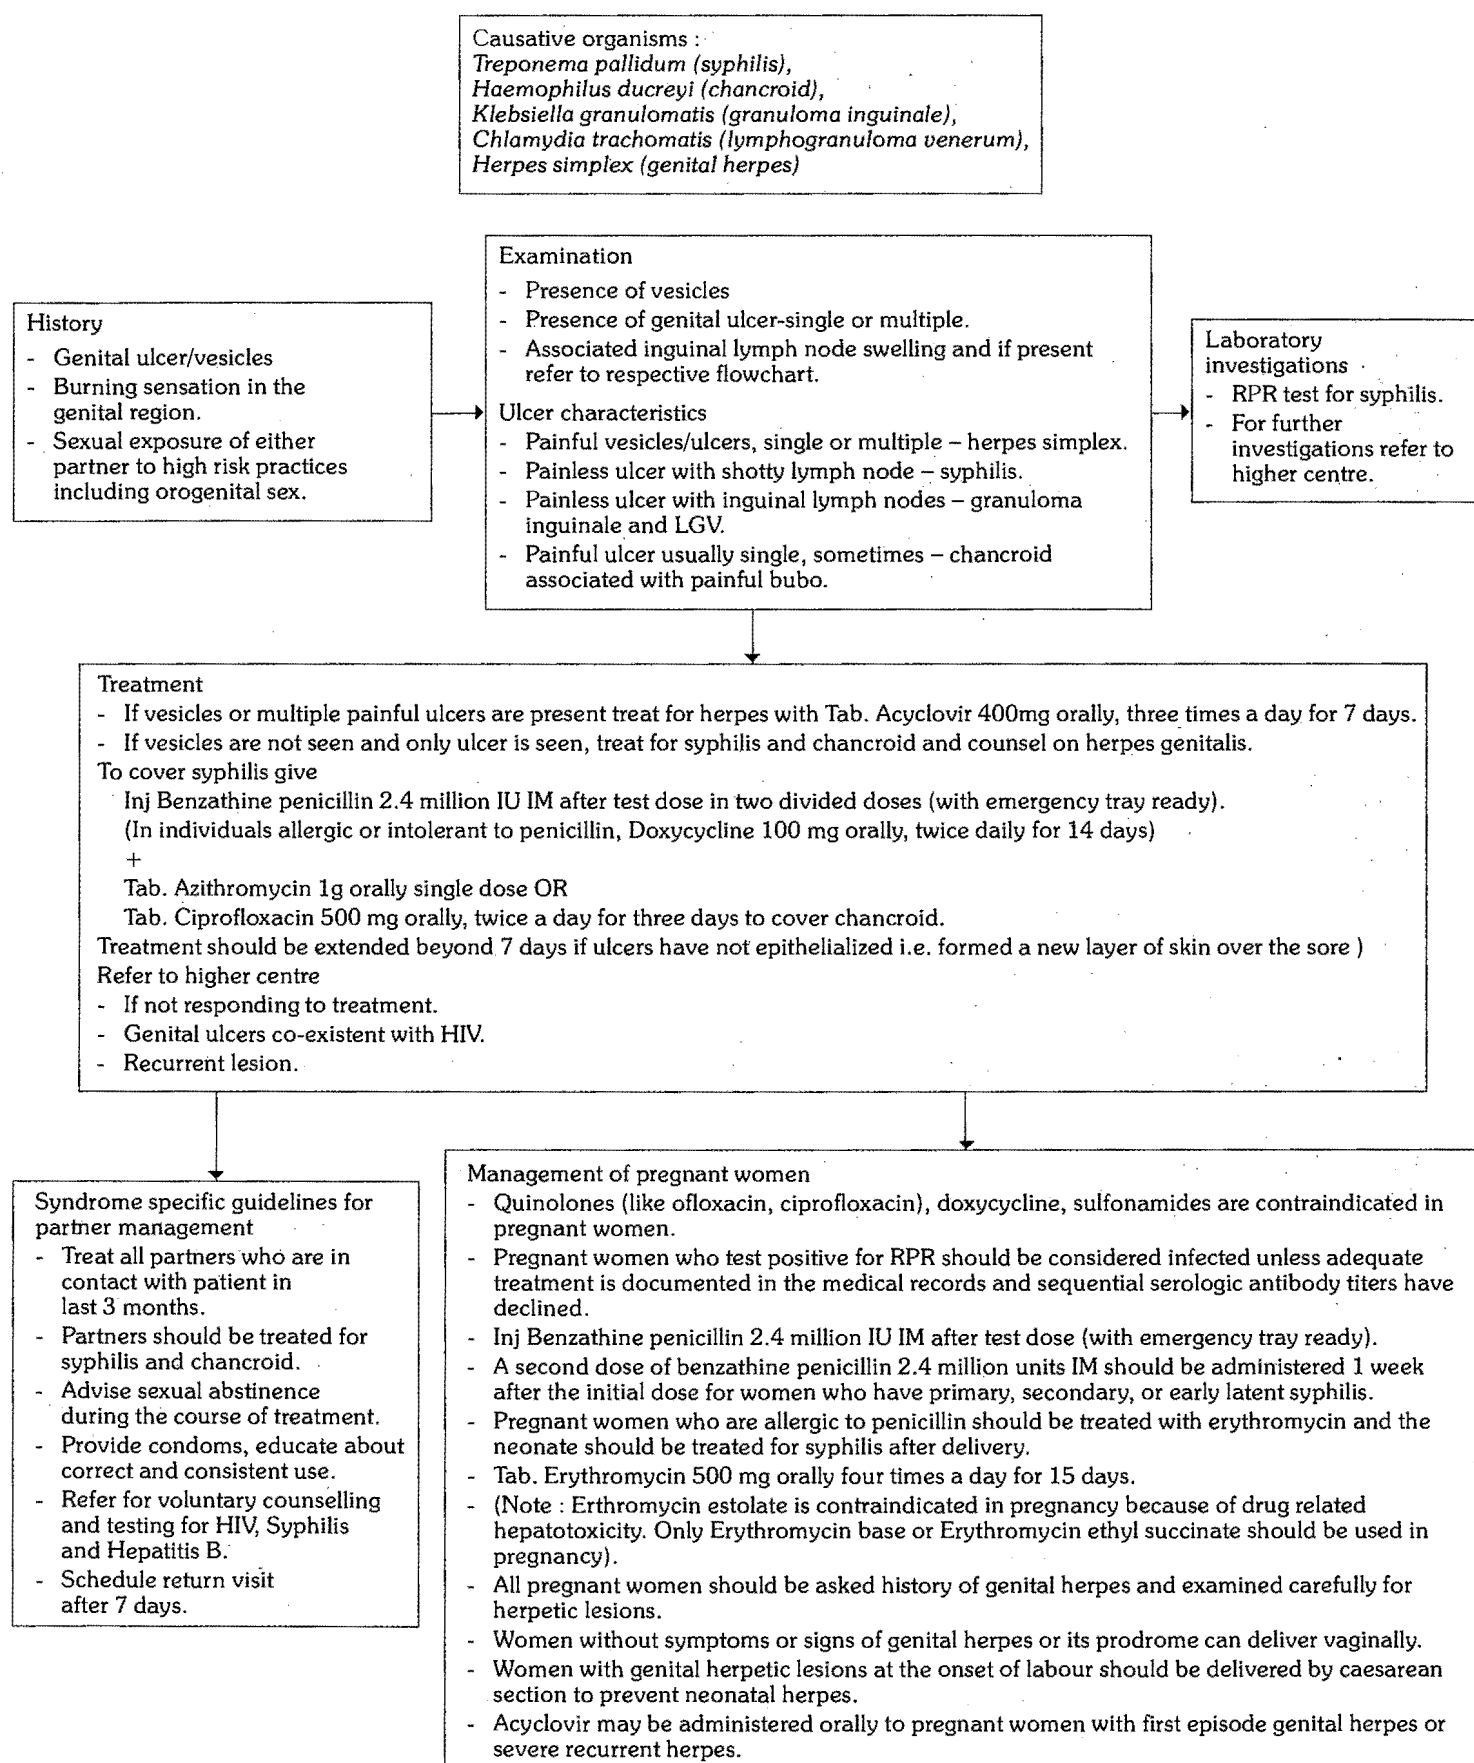 Causative organisms :
Treponema pallidum (syphilis),
Haemophilus ducreyi (chancroid),
Klebsiella granulomatis (granuloma inguinale),
Chlamydia trachomatis (lymphogranuloma venerum),
Herpes simplex (genital herpes)
History
- Genital ulcer/vesicles
- Burning sensation in the
genital region.
- Sexual exposure of either
partner to high risk practices
including orogenital sex.
Examination
- Presence of vesicles
- Presence of genital ulcer-single or multiple.
- Associated inguinal lymph node swelling and if present
refer to respective flowchart.
Ulcer characteristics
- Painful vesicles/ulcers, single or multiple – herpes simplex.
- Painless ulcer with shotty lymph node – syphilis.
- Painless ulcer with inguinal lymph nodes – granuloma
inguinale and LGV.
- Painful ulcer usually single, sometimes – chancroid
associated with painful bubo.
Laboratory
investigations
- RPR test for syphilis.
- For further
investigations refer to
higher centre.
Treatment
- If vesicles or multiple painful ulcers are present treat for herpes with Tab. Acyclovir 400mg orally, three times a day for 7 days.
- If vesicles are not seen and only ulcer is seen, treat for syphilis and chancroid and counsel on herpes genitalis.
To cover syphilis give
Inj Benzathine penicillin 2.4 million IU IM after test dose in two divided doses (with emergency tray ready).
(In individuals allergic or intolerant to penicillin, Doxycycline 100 mg orally, twice daily for 14 days)
+
Tab. Azithromycin 1g orally single dose OR
Tab. Ciprofloxacin 500 mg orally, twice a day for three days to cover chancroid.
Treatment should be extended beyond 7 days if ulcers have not epithelialized i.e. formed a new layer of skin over the sore )
Refer to higher centre
- If not responding to treatment.
- Genital ulcers co-existent with HIV.
- Recurrent lesion.
Syndrome specific guidelines for
partner management
- Treat all partners who are in
contact with patient in
last 3 months.
- Partners should be treated for
syphilis and chancroid.
- Advise sexual abstinence
during the course of treatment.
- Provide condoms, educate about
correct and consistent use.
- Refer for voluntary counselling
and testing for HIV, Syphilis
and Hepatitis B.
- Schedule return visit
after 7 days.
Management of pregnant women
- Quinolones (like ofloxacin, ciprofloxacin), doxycycline, sulfonamides are contraindicated in
pregnant women.
- Pregnant women who test positive for RPR should be considered infected unless adequate
treatment is documented in the medical records and sequential serologic antibody titers have
declined.
- Inj Benzathine penicillin 2.4 million IU IM after test dose (with emergency tray ready).
- A second dose of benzathine penicillin 2.4 million units IM should be administered 1 week
after the initial dose for women who have primary, secondary, or early latent syphilis.
- Pregnant women who are allergic to penicillin should be treated with erythromycin and the
neonate should be treated for syphilis after delivery.
- Tab. Erythromycin 500 mg orally four times a day for 15 days.
- (Note : Erthromycin estolate is contraindicated in pregnancy because of drug related
hepatotoxicity. Only Erythromycin base or Erythromycin ethyl succinate should be used in
pregnancy).
- All pregnant women should be asked history of genital herpes and examined carefully for
herpetic lesions.
- Women without symptoms or signs of genital herpes or its prodrome can deliver vaginally.
- Women with genital herpetic lesions at the onset of labour should be delivered by caesarean
section to prevent neonatal herpes.
- Acyclovir may be administered orally to pregnant women with first episode genital herpes or
severe recurrent herpes.